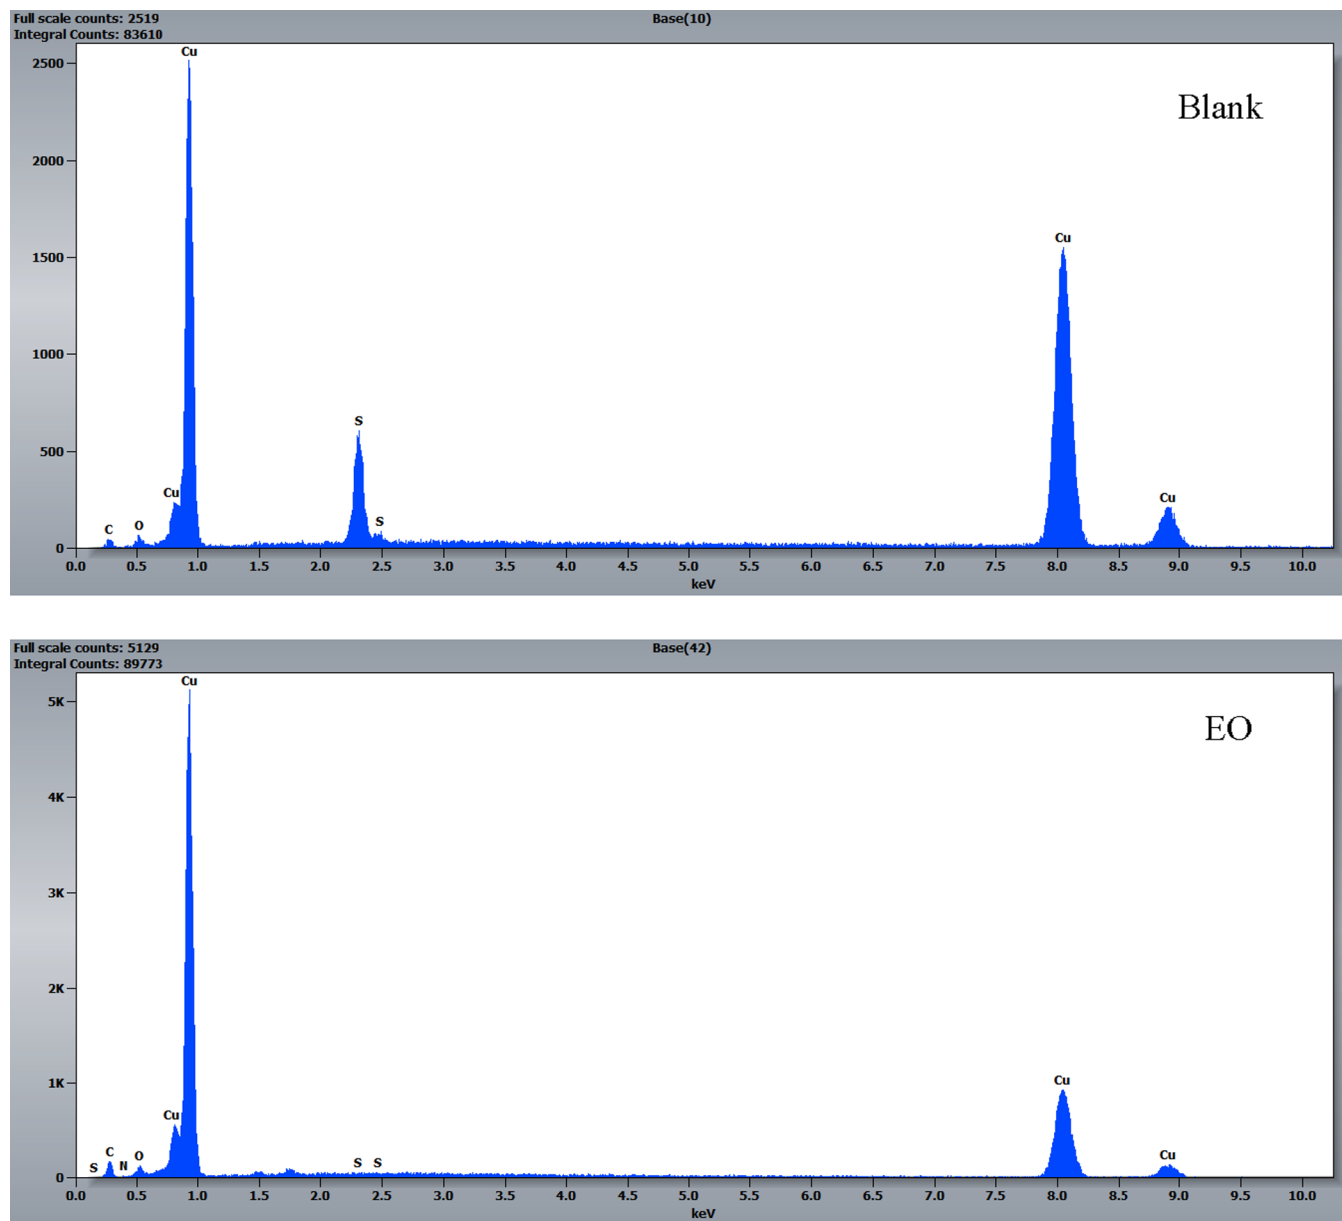 Full scale counts: 2519
Base(10)
Integral Counts: 83610
Blank
2500
2000
1500
1000
500
0
Cu
Cu
S
Cu
S
Cu
C
O
0.0 0.5 1.0 1.5 2.0 2.5 3.0 3.5 4.0 4.5 5.0 5.5 6.0 6.5 7.0 7.5 8.0 8.5 9.0 9.5 10.0
keV
Full scale counts: 5129
Base(42)
Integral Counts: 89773
EO
5K
4K
3K
2K
1K
0
Cu
Cu
Cu
Cu
S
C
N
O
S
S
0.0 0.5 1.0 1.5 2.0 2.5 3.0 3.5 4.0 4.5 5.0 5.5 6.0 6.5 7.0 7.5 8.0 8.5 9.0 9.5 10.0
keV